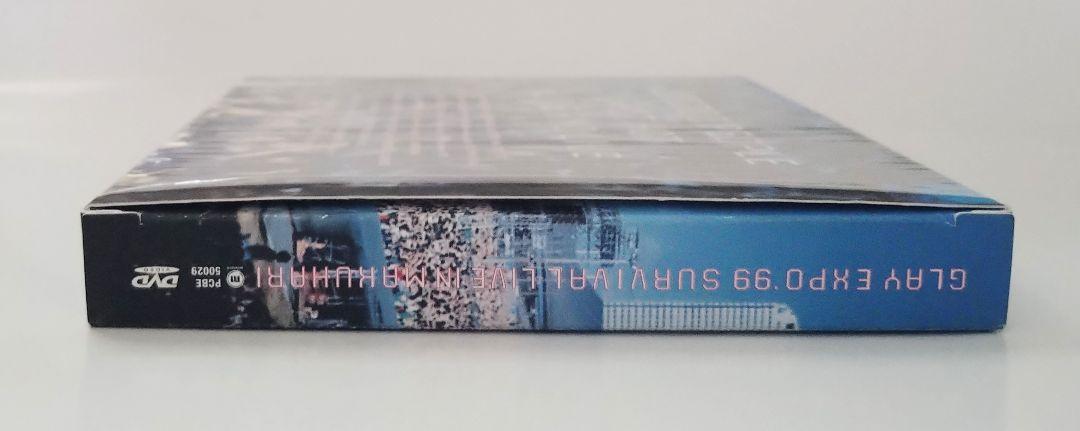 GLAY EXPO '99 SURVIVAL LIVE IN MAKUHARI
PCBE
50029
DVD
VIDEO